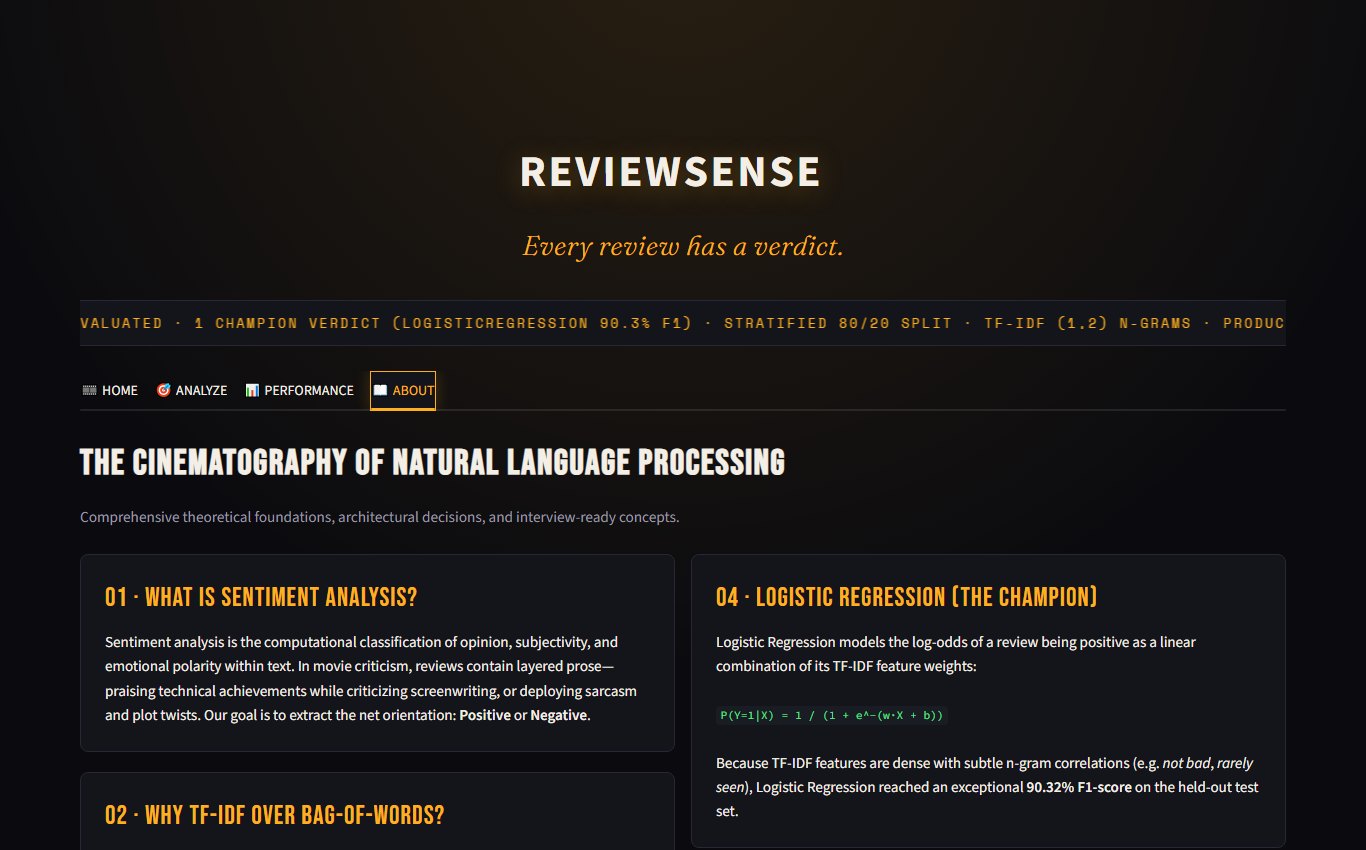 REVIEWSENSE
Every review has a verdict.
VALUATED · 1 CHAMPION VERDICT (LOGISTICREGRESSION 90.3% F1) · STRATIFIED 80/20 SPLIT · TF-IDF (1,2) N-GRAMS · PRODUC
HOME ANALYZE PERFORMANCE ABOUT
THE CINEMATOGRAPHY OF NATURAL LANGUAGE PROCESSING
Comprehensive theoretical foundations, architectural decisions, and interview-ready concepts.
01 · WHAT IS SENTIMENT ANALYSIS?
Sentiment analysis is the computational classification of opinion, subjectivity, and
emotional polarity within text. In movie criticism, reviews contain layered prose—
praising technical achievements while criticizing screenwriting, or deploying sarcasm
and plot twists. Our goal is to extract the net orientation: Positive or Negative.
02 · WHY TF-IDF OVER BAG-OF-WORDS?
04 · LOGISTIC REGRESSION (THE CHAMPION)
Logistic Regression models the log-odds of a review being positive as a linear
combination of its TF-IDF feature weights:
P(Y=1|X) = 1 / (1 + e^-(w·X + b))
Because TF-IDF features are dense with subtle n-gram correlations (e.g. not bad, rarely
seen), Logistic Regression reached an exceptional 90.32% F1-score on the held-out test
set.